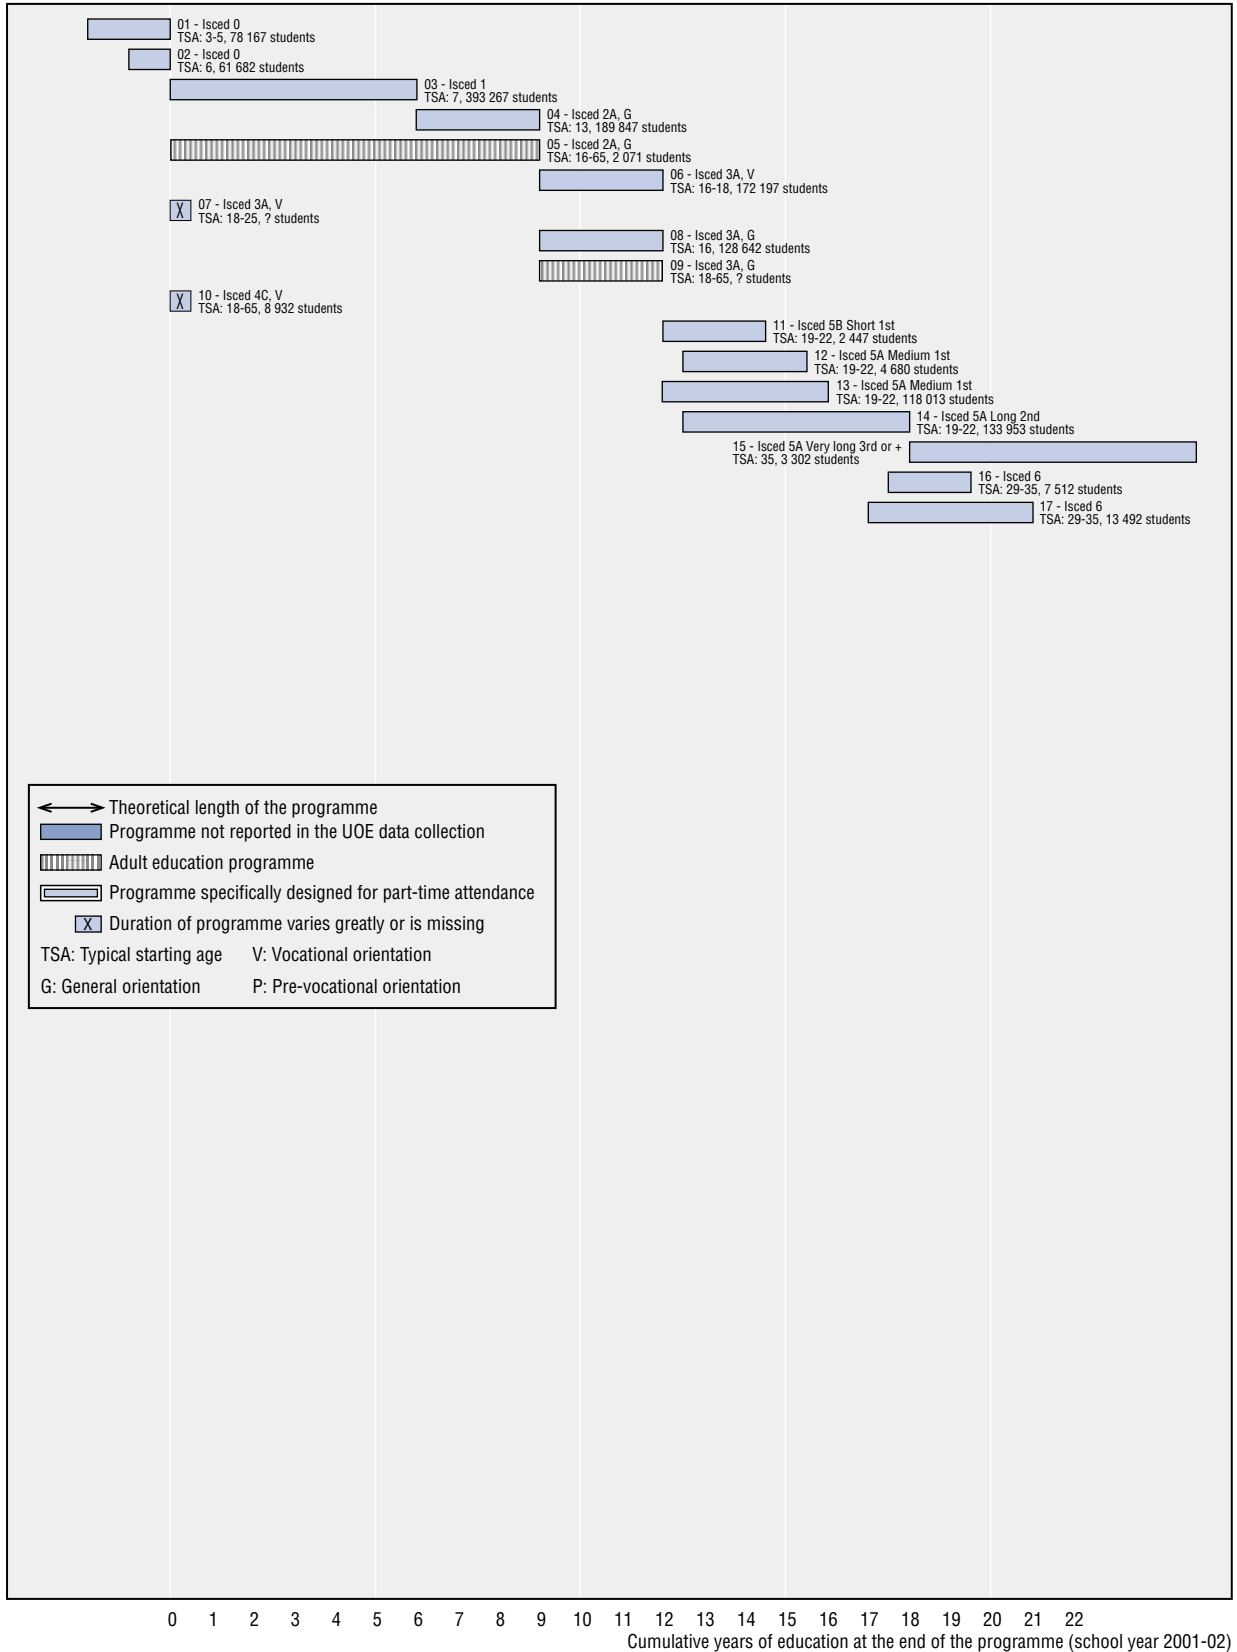 01 - Isced 0
TSA: 3-5, 78 167 students
02 - Isced 0
TSA: 6, 61 682 students
03 - Isced 1
TSA: 7, 393 267 students
04 - Isced 2A, G
TSA: 13, 189 847 students
05 - Isced 2A, G
TSA: 16-65, 2 071 students
06 - Isced 3A, V
TSA: 16-18, 172 197 students
X
07 - Isced 3A, V
TSA: 18-25, ? students
08 - Isced 3A, G
TSA: 16, 128 642 students
09 - Isced 3A, G
TSA: 18-65, ? students
X
10 - Isced 4C, V
TSA: 18-65, 8 932 students
11 - Isced 5B Short 1st
TSA: 19-22, 2 447 students
12 - Isced 5A Medium 1st
TSA: 19-22, 4 680 students
13 - Isced 5A Medium 1st
TSA: 19-22, 118 013 students
14 - Isced 5A Long 2nd
TSA: 19-22, 133 953 students
15 - Isced 5A Very long 3rd or +
TSA: 35, 3 302 students
16 - Isced 6
TSA: 29-35, 7 512 students
17 - Isced 6
TSA: 29-35, 13 492 students
Theoretical length of the programme
Programme not reported in the UOE data collection
Adult education programme
Programme specifically designed for part-time attendance
X Duration of programme varies greatly or is missing
TSA: Typical starting age V: Vocational orientation
G: General orientation P: Pre-vocational orientation
0 1 2 3 4 5 6 7 8 9 10 11 12 13 14 15 16 17 18 19 20 21 22
Cumulative years of education at the end of the programme (school year 2001-02)